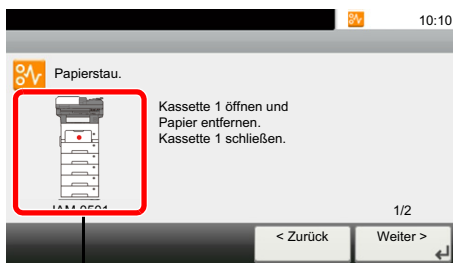 10:10
Papierstau.
Kassette 1 öffnen und
Papier entfernen.
Kassette 1 schließen.
1/2
< Zurück
Weiter >